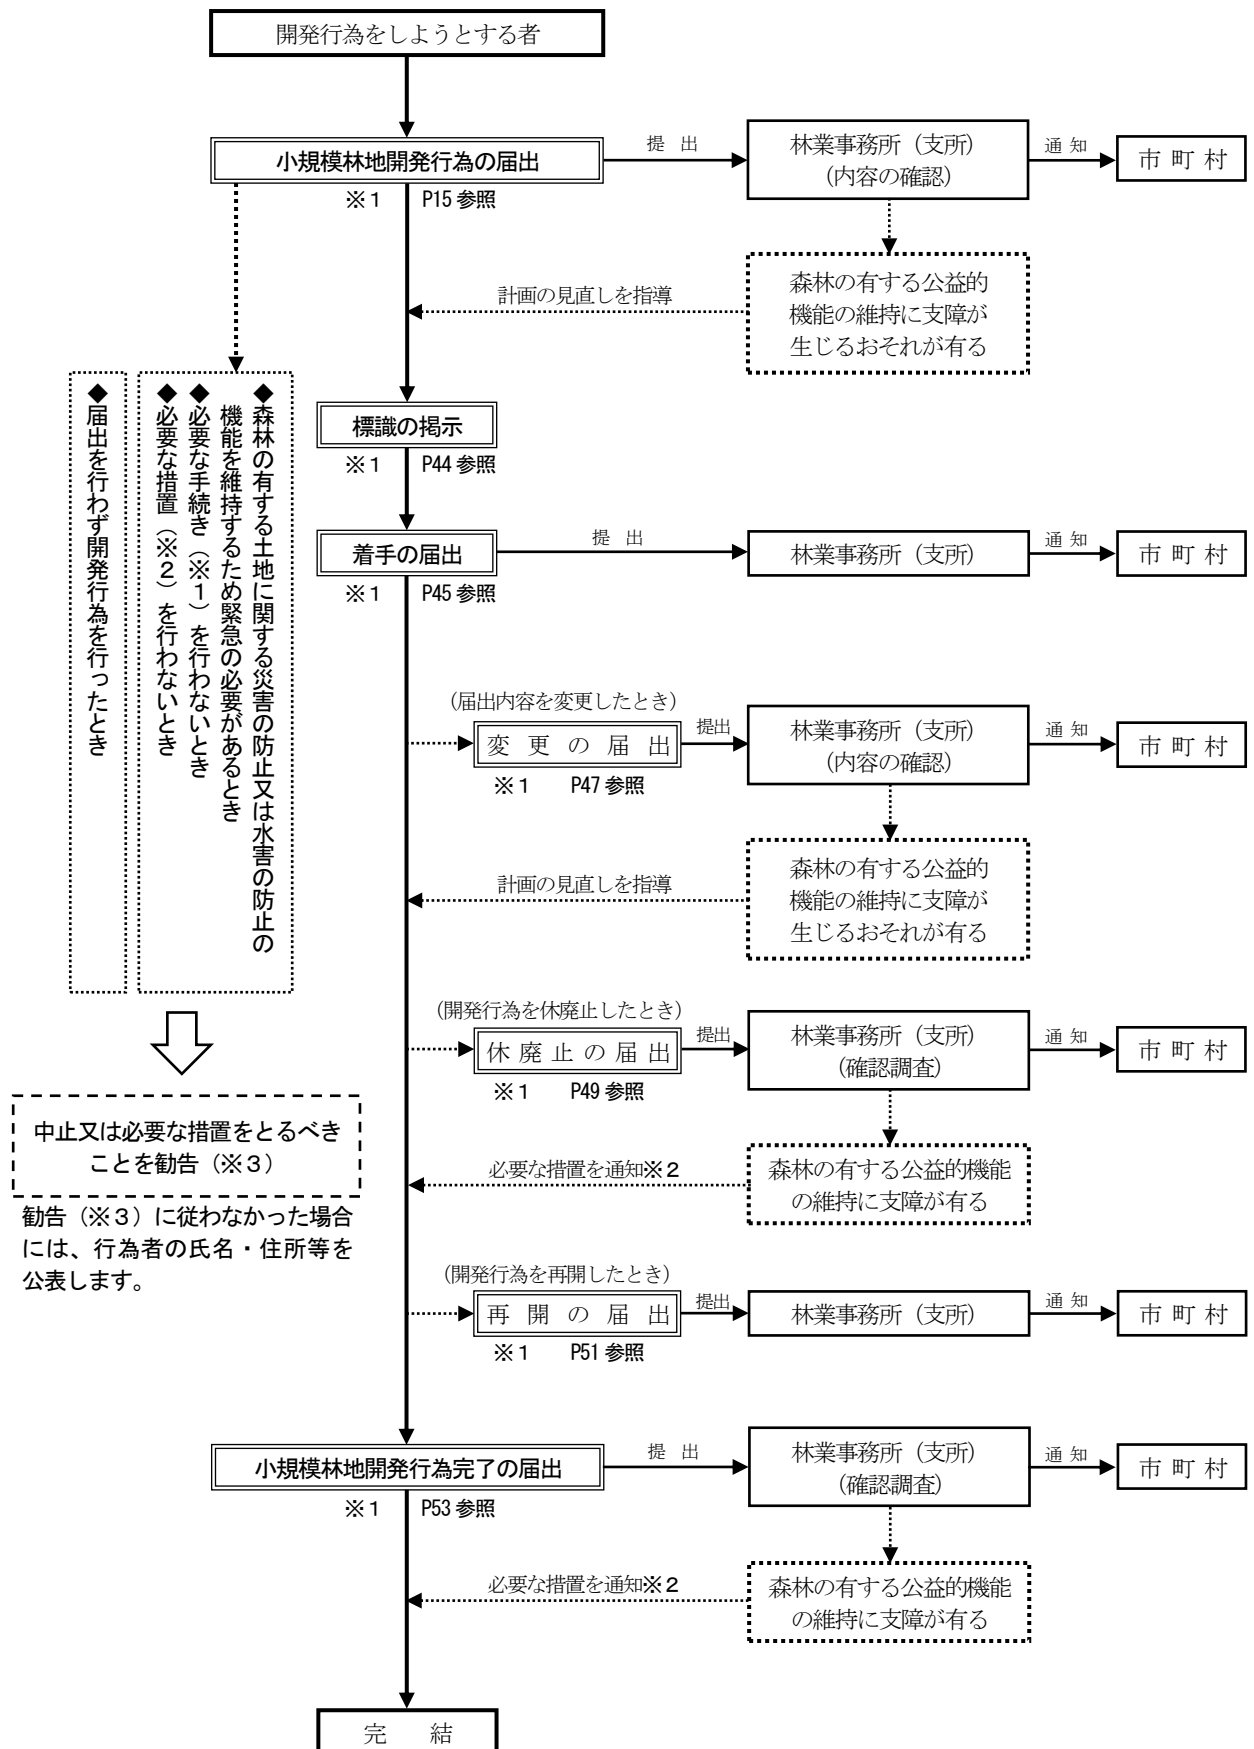 開発行為をしようとする者
小規模林地開発行為の届出
提 出
林業事務所（支所）
（内容の確認）
通 知
市 町 村
※１ P15 参照
森林の有する公益的
機能の維持に支障が
生じるおそれが有る
計画の見直しを指導
標識の掲示
※１ P44 参照
着手の届出
提 出
林業事務所（支所）
通 知
市 町 村
※１ P45 参照
◆森林の有する土地に関する災害の防止又は水害の防止の
機能を維持するため緊急の必要があるとき
◆必要な手続き（※１）を行わないとき
◆必要な措置（※２）を行わないとき
◆届出を行わず開発行為を行ったとき
（届出内容を変更したとき）
変 更 の 届 出
提出
林業事務所（支所）
（内容の確認）
通 知
市 町 村
※１ P47 参照
森林の有する公益的
機能の維持に支障が
生じるおそれが有る
計画の見直しを指導
（開発行為を休廃止したとき）
休 廃 止 の 届 出
提出
林業事務所（支所）
（確認調査）
通 知
市 町 村
※１ P49 参照
中止又は必要な措置をとるべき
ことを勧告（※３）
勧告（※３）に従わなかった場合
には、行為者の氏名・住所等を
公表します。
森林の有する公益的機能
の維持に支障が有る
必要な措置を通知※２
（開発行為を再開したとき）
再 開 の 届 出
提出
林業事務所（支所）
通 知
市 町 村
※１ P51 参照
小規模林地開発行為完了の届出
提 出
林業事務所（支所）
（確認調査）
通 知
市 町 村
※１ P53 参照
森林の有する公益的機能
の維持に支障が有る
必要な措置を通知※２
完 結